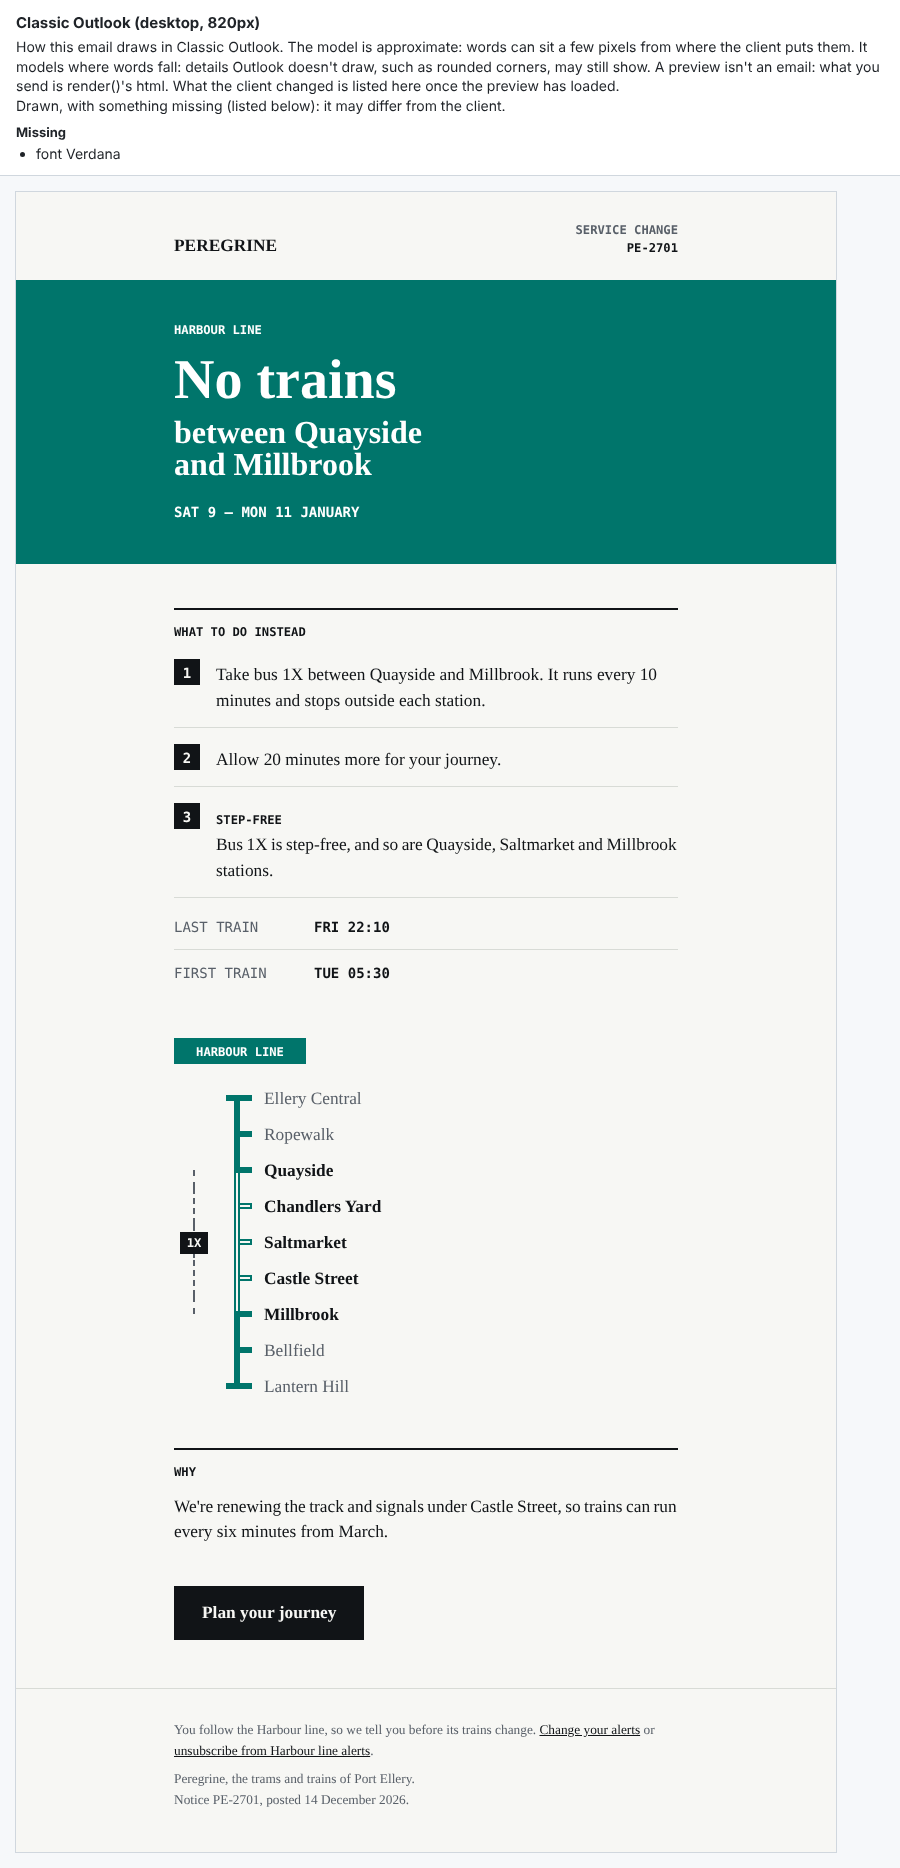 Classic Outlook (desktop, 820px)
How this email draws in Classic Outlook. The model is approximate: words can sit a few pixels from where the client puts them. It
models where words fall: details Outlook doesn't draw, such as rounded corners, may still show. A preview isn't an email: what you
send is render()'s html. What the client changed is listed here once the preview has loaded.
Drawn, with something missing (listed below): it may differ from the client.
Missing
• font Verdana
PEREGRINE
SERVICE CHANGE
PE-2701
HARBOUR LINE
No trains
between Quayside
and Millbrook
SAT 9 – MON 11 JANUARY
WHAT TO DO INSTEAD
1
Take bus 1X between Quayside and Millbrook. It runs every 10
minutes and stops outside each station.
2
Allow 20 minutes more for your journey.
3
STEP-FREE
Bus 1X is step-free, and so are Quayside, Saltmarket and Millbrook
stations.
LAST TRAIN FRI 22:10
FIRST TRAIN TUE 05:30
HARBOUR LINE
Ellery Central
Ropewalk
Quayside
Chandlers Yard
1X
Saltmarket
Castle Street
Millbrook
Bellfield
Lantern Hill
WHY
We're renewing the track and signals under Castle Street, so trains can run
every six minutes from March.
Plan your journey
You follow the Harbour line, so we tell you before its trains change. Change your alerts or
unsubscribe from Harbour line alerts.
Peregrine, the trams and trains of Port Ellery.
Notice PE-2701, posted 14 December 2026.